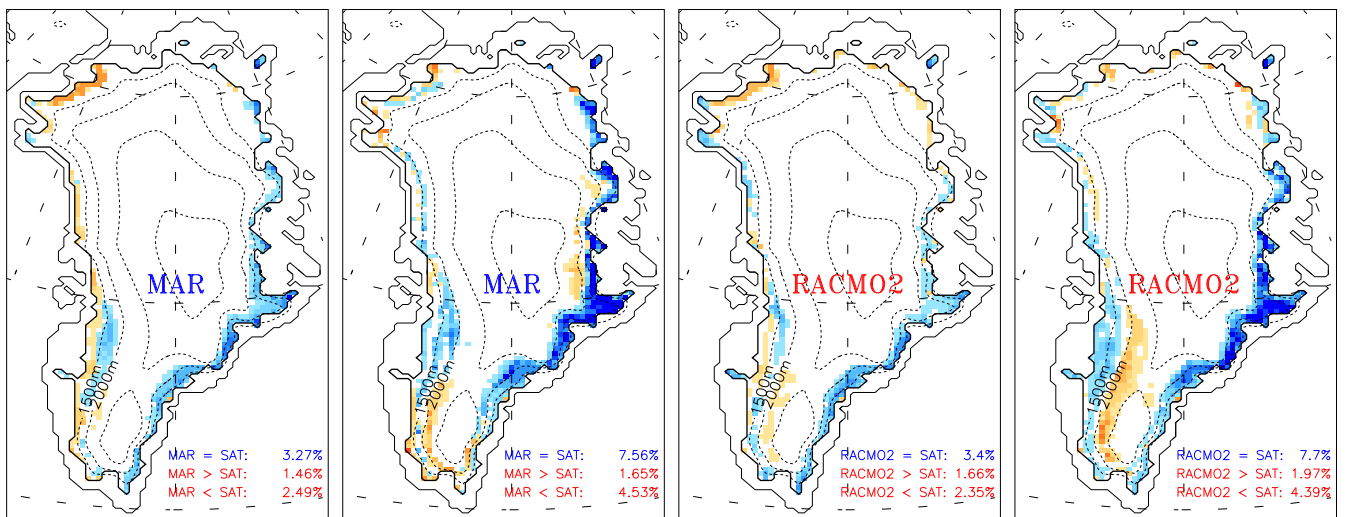 MAR
1500m
2000m
MAR = SAT: 3.27%
MAR > SAT: 1.46%
MAR < SAT: 2.49%
MAR
1500m
2000m
MAR = SAT: 7.56%
MAR > SAT: 1.65%
MAR < SAT: 4.53%
RACMO2
1500m
2000m
RACMO2 = SAT: 3.4%
RACMO2 > SAT: 1.66%
RACMO2 < SAT: 2.35%
RACMO2
1500m
2000m
RACMO2 = SAT: 7.7%
RACMO2 > SAT: 1.97%
RACMO2 < SAT: 4.39%